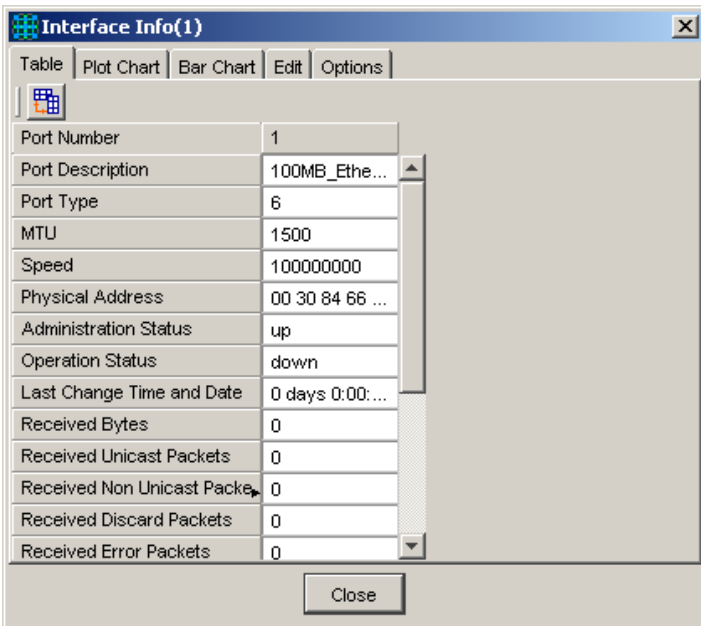 Interface Info(1)
Table Plot Chart Bar Chart Edit Options
Port Number 1
Port Description 100MB_Ethe...
Port Type 6
MTU 1500
Speed 100000000
Physical Address 00 30 84 66 ...
Administration Status up
Operation Status down
Last Change Time and Date 0 days 0:00:...
Received Bytes 0
Received Unicast Packets 0
Received Non Unicast Packe 0
Received Discard Packets 0
Received Error Packets 0
Close